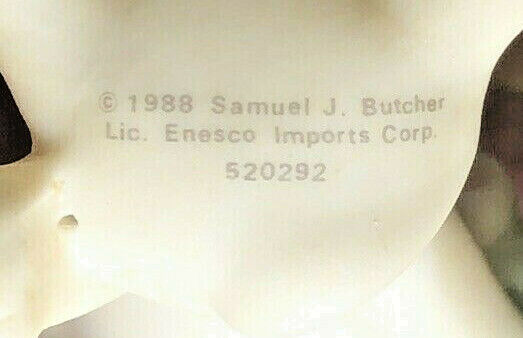 © 1988 Samuel J. Butcher
Lic. Enesco Imports Corp.
520292